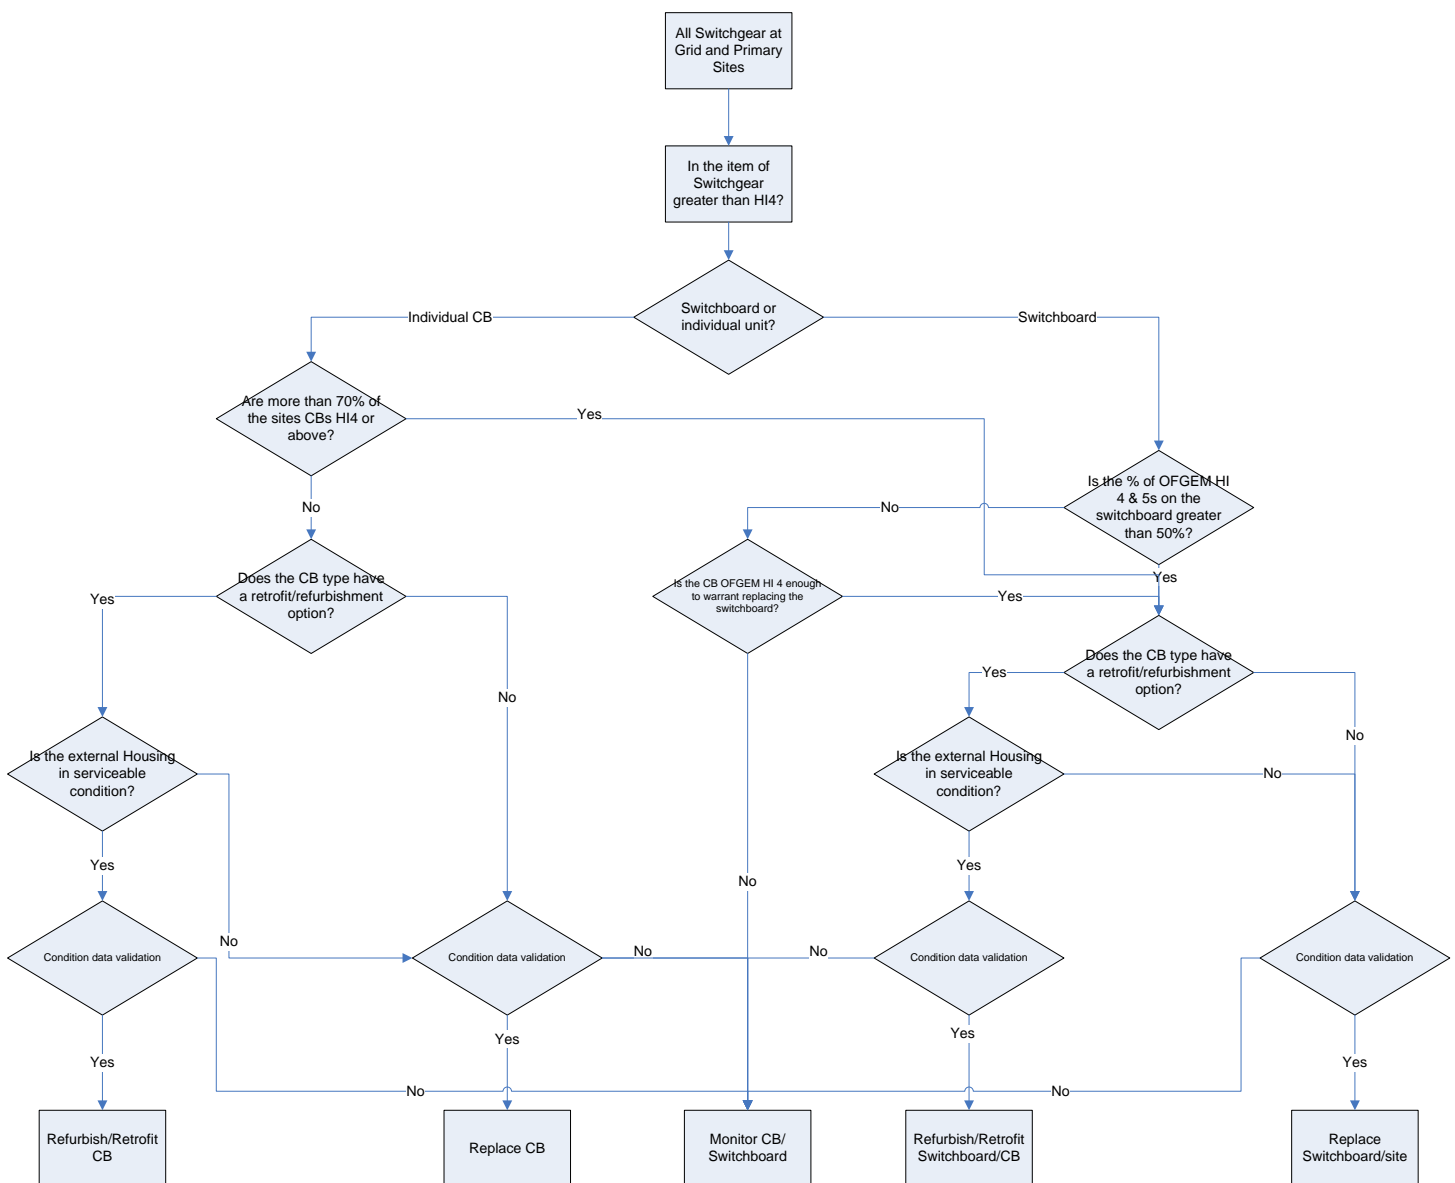 All Switchgear at
Grid and Primary
Sites
In the item of
Switchgear
greater than HI4?
Switchboard or
individual unit?
Individual CB
Switchboard
Are more than 70% of
the sites CBs HI4 or
above?
Yes
Is the % of OFGEM HI
4 & 5s on the
switchboard greater
than 50%?
No
No
Yes
Does the CB type have
a retrofit/refurbishment
option?
Yes
Is the CB OFGEM HI 4 enough
to warrant replacing the
switchboard?
Yes
Does the CB type have
a retrofit/refurbishment
option?
Yes
No
No
Is the external Housing
in serviceable
condition?
Is the external Housing
in serviceable
condition?
No
Yes
No
Yes
No
Condition data validation
Condition data validation
No
No
Condition data validation
Condition data validation
Yes
Yes
Yes
Yes
No
No
Refurbish/Retrofit
CB
Replace CB
Monitor CB/
Switchboard
Refurbish/Retrofit
Switchboard/CB
Replace
Switchboard/site